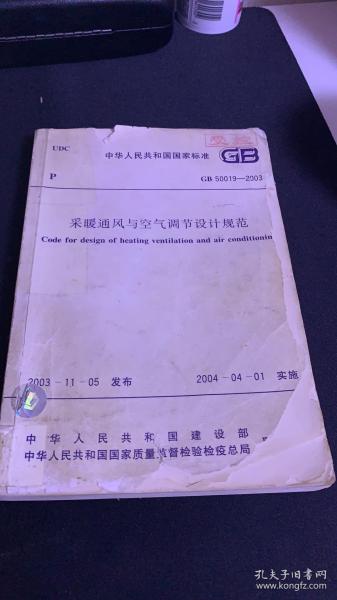 UDC
中华人民共和国国家标准 GB
P
GB 50019—2003
采暖通风与空气调节设计规范
Code for design of heating ventilation and air conditionin
2003－11－05 发布 2004－04－01 实施
中华人民共和国建设部
中华人民共和国国家质量监督检验检疫总局
孔夫子旧书网
www.kongfz.com